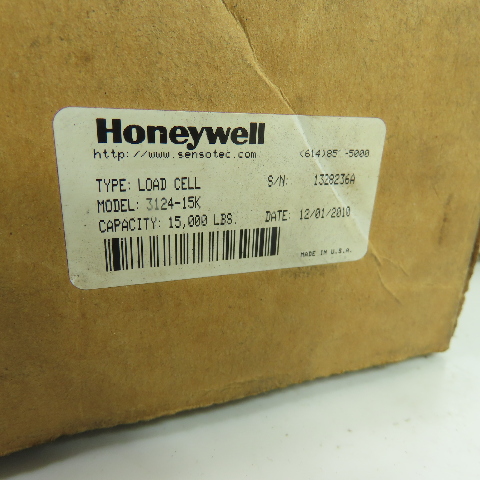 Honeywell
http://www.sensotec.com
TYPE: LOAD CELL S/N: 1328236A
MODEL: 3124-15K
CAPACITY: 15,000 LBS. DATE: 12/01/2010
MADE IN U.S.A.